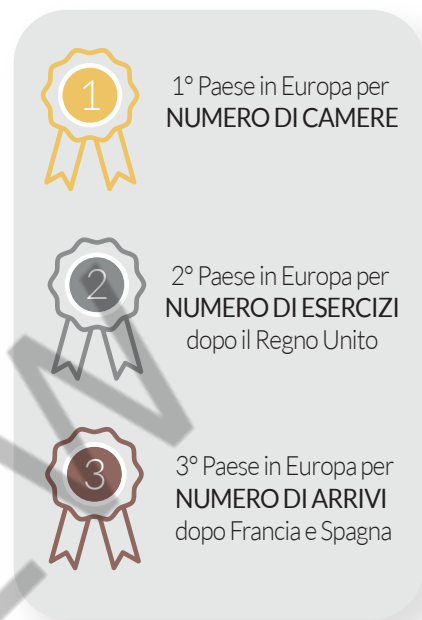 1
1° Paese in Europa per
NUMERO DI CAMERE
2
2° Paese in Europa per
NUMERO DI ESERCIZI
dopo il Regno Unito
3
3° Paese in Europa per
NUMERO DI ARRIVI
dopo Francia e Spagna